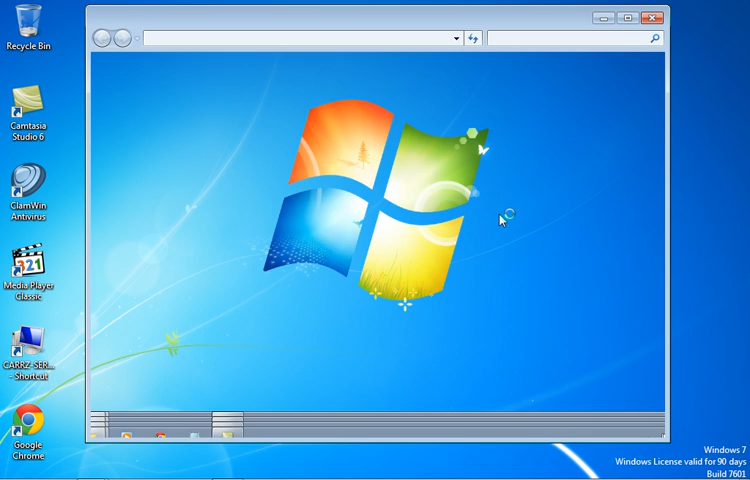 Recycle Bin
Camtasia
Studio 6
ClamWin
Antivirus
321
Media Player
Classic
CARRZ-SER...
- Shortcut
Google
Chrome
Windows 7
Windows License valid for 90 days
Build 7601